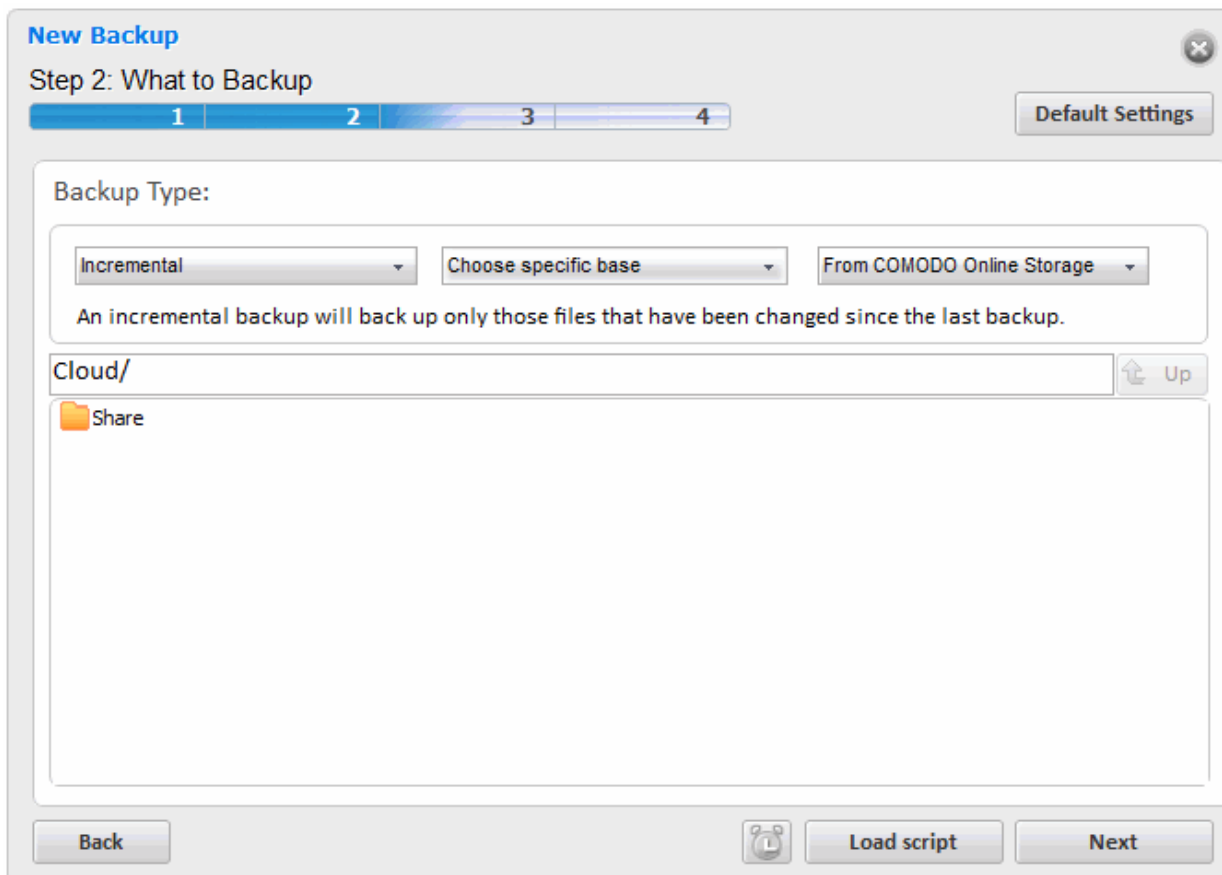 New Backup
Step 2: What to Backup
1 2 3 4
Default Settings
Backup Type:
Incremental Choose specific base From COMODO Online Storage
An incremental backup will back up only those files that have been changed since the last backup.
Cloud/ Up
Share
Back Load script Next